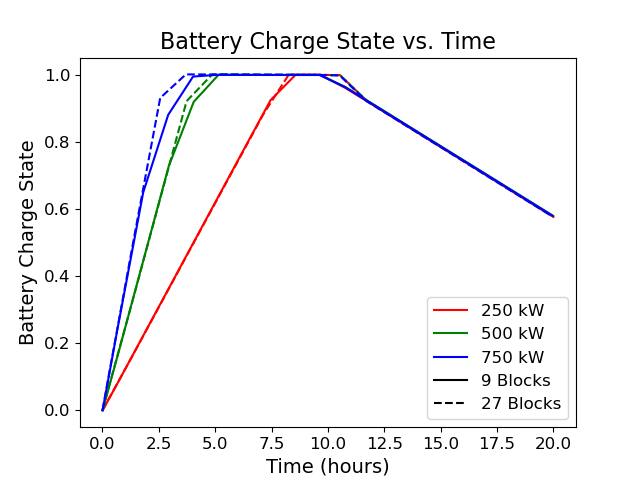 Battery Charge State vs. Time
Battery Charge State
1.0
0.8
0.6
0.4
0.2
0.0
250 kW
500 kW
750 kW
9 Blocks
27 Blocks
0.0 2.5 5.0 7.5 10.0 12.5 15.0 17.5 20.0
Time (hours)